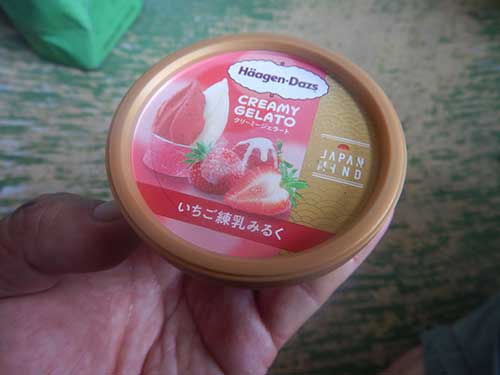 Häagen-Dazs
CREAMY
GELATO
クリーミージェラート
JAPAN
MIND
いちご練乳みるく